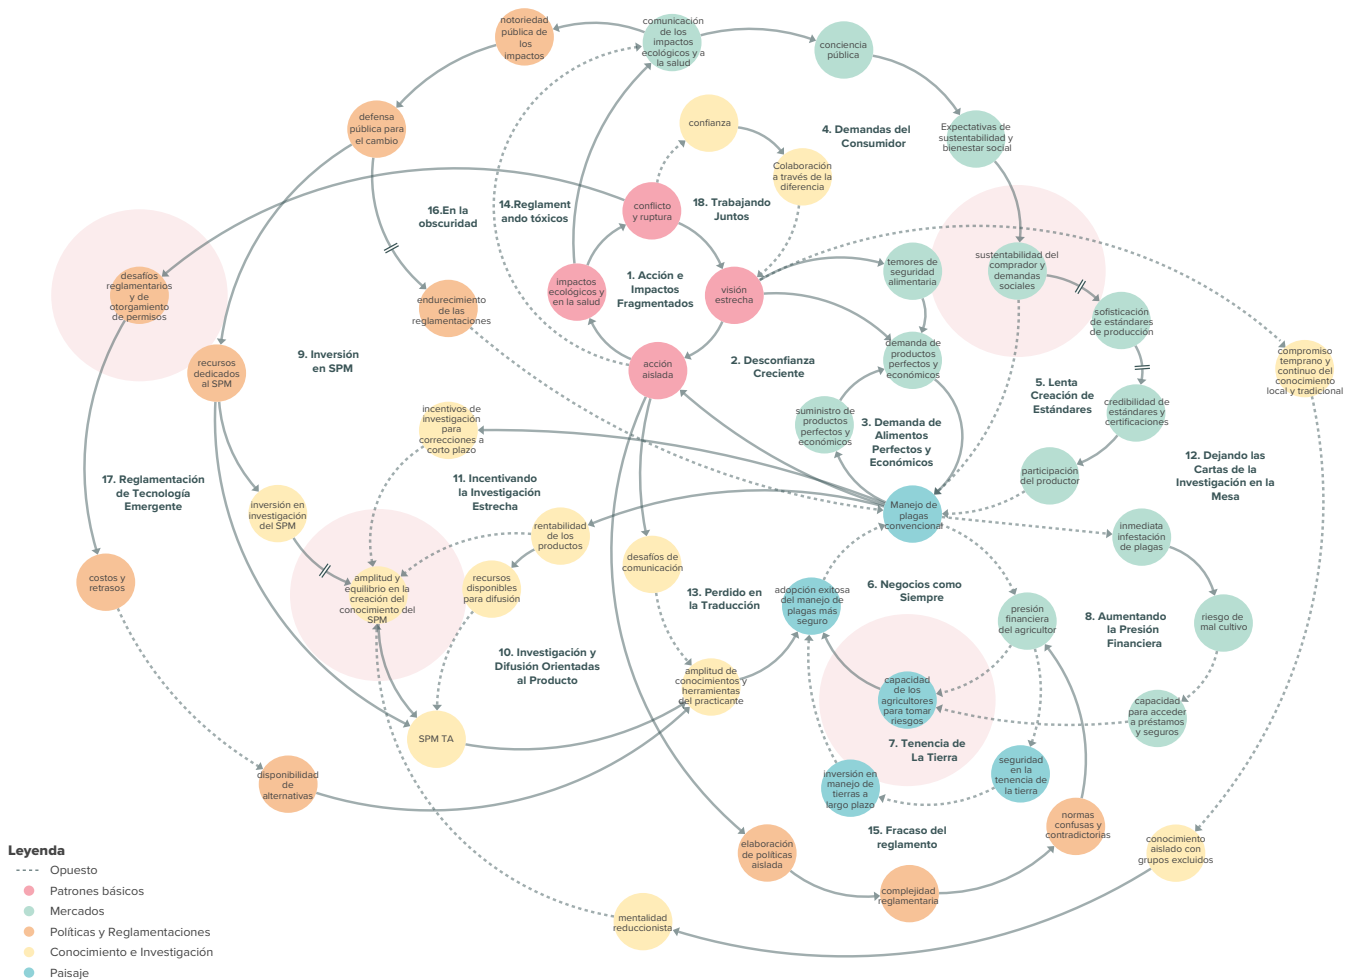 notoriedad
pública de
los
impactos
comunicación
de los
impactos
ecológicos y a
la salud
conciencia
pública
defensa
pública para
el cambio
confianza
4. Demandas del
Consumidor
Expectativas de
sustentabilidad y
bienestar social
Colaboración
a través de la
diferencia
16.En la
obscuridad
14.Reglament
ando tóxicos
conflicto
y ruptura
18. Trabajando
Juntos
desafíos
reglamentarios
y de
otorgamiento
de permisos
impactos
ecológicos y
en la salud
1. Acción e
Impactos
Fragmentados
visión
estrecha
temores de
seguridad
alimentaria
sustentabilidad del
comprador y
demandas
sociales
endurecimiento
de las
reglamentaciones
sofisticación
de estándares
de producción
9. Inversión
en SPM
recursos
dedicados
al SPM
acción
aislada
2. Desconfianza
Creciente
demanda de
productos
perfectos y
económicos
compromiso
temprano y
continuo del
conocimiento
local y tradicional
5. Lenta
Creación de
Estándares
credibilidad de
estándares y
certificaciones
incentivos de
investigación
para
correcciones a
corto plazo
suministro de
productos
perfectos y
económicos
3. Demanda de
Alimentos
Perfectos y
Económicos
12. Dejando las
Cartas de la
Investigación en la
Mesa
17. Reglamentación
de Tecnología
Emergente
11. Incentivando
la Investigación
Estrecha
participación
del productor
inversión en
investigación
del SPM
rentabilidad
de los
productos
Manejo de
plagas
convencional
inmediata
infestación
de plagas
costos y
retrasos
amplitud y
equilibrio en la
creación del
conocimiento del
SPM
recursos
disponibles
para difusión
desafíos de
comunicación
13. Perdido en
la Traducción
adopción exitosa
del manejo de
plagas más
seguro
6. Negocios como
Siempre
presión
financiera
del agricultor
8. Aumentando
la Presión
Financiera
riesgo de
mal cultivo
10. Investigación y
Difusión Orientadas
al Producto
amplitud de
conocimientos y
herramientas
del practicante
capacidad
de los
agricultores
para tomar
riesgos
capacidad
para acceder
a préstamos
y seguros
SPM TA
7. Tenencia de
La Tierra
disponibilidad
de
alternativas
inversión en
manejo de
tierras a
largo plazo
seguridad
en la
tenencia de
la tierra
15. Fracaso del
reglamento
normas
confusas y
contradictorias
elaboración
de políticas
aislada
conocimiento
aislado con
grupos excluidos
complejidad
reglamentaria
mentalidad
reduccionista
Leyenda
Opuesto
Patrones básicos
Mercados
Políticas y Reglamentaciones
Conocimiento e Investigación
Paisaje